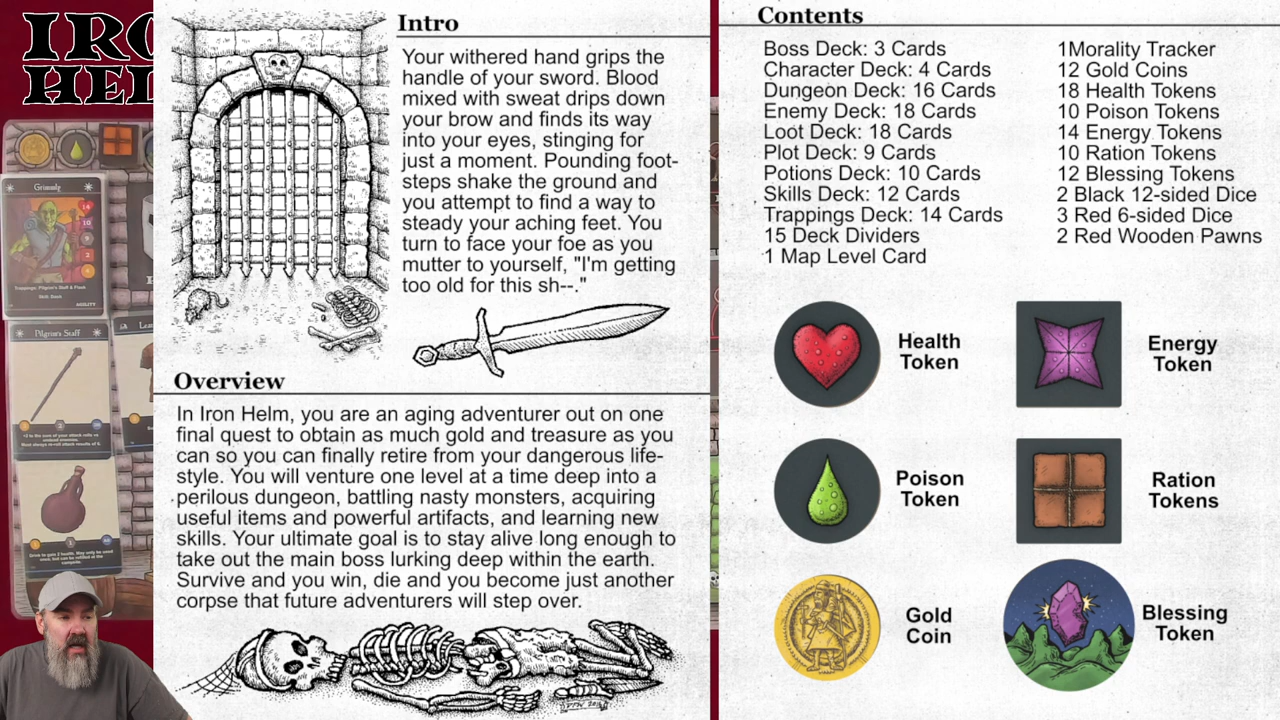 IRO
HEL
Grimalg
14
10
Trappings: Pilgrim's Staff & Flask
Skill: Dash
AGILITY
Pilgrim's Staff
Intro
Your withered hand grips the
handle of your sword. Blood
mixed with sweat drips down
your brow and finds its way
into your eyes, stinging for
just a moment. Pounding foot-
steps shake the ground and
you attempt to find a way to
steady your aching feet. You
turn to face your foe as you
mutter to yourself, "I'm getting
too old for this sh--."
Overview
In Iron Helm, you are an aging adventurer out on one
final quest to obtain as much gold and treasure as you
can so you can finally retire from your dangerous life-
style. You will venture one level at a time deep into a
perilous dungeon, battling nasty monsters, acquiring
useful items and powerful artifacts, and learning new
skills. Your ultimate goal is to stay alive long enough to
take out the main boss lurking deep within the earth.
Survive and you win, die and you become just another
corpse that future adventurers will step over.
Contents
Boss Deck: 3 Cards
Character Deck: 4 Cards
Dungeon Deck: 16 Cards
Enemy Deck: 18 Cards
Loot Deck: 18 Cards
Plot Deck: 9 Cards
Potions Deck: 10 Cards
Skills Deck: 12 Cards
Trappings Deck: 14 Cards
15 Deck Dividers
1 Map Level Card
1Morality Tracker
12 Gold Coins
18 Health Tokens
10 Poison Tokens
14 Energy Tokens
10 Ration Tokens
12 Blessing Tokens
2 Black 12-sided Dice
3 Red 6-sided Dice
2 Red Wooden Pawns
Health
Token
Energy
Token
Poison
Token
Ration
Tokens
Gold
Coin
Blessing
Token